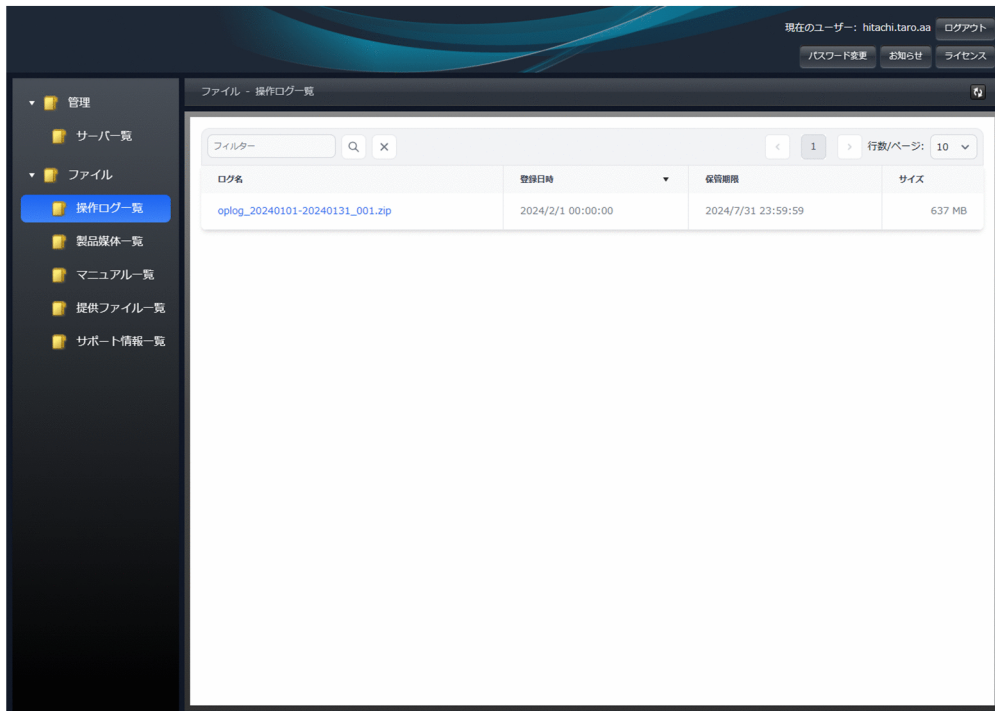 現在のユーザー: hitachi.taro.aa ログアウト
パスワード変更 お知らせ ライセンス
管理
サーバ一覧
ファイル
操作ログ一覧
製品媒体一覧
マニュアル一覧
提供ファイル一覧
サポート情報一覧
ファイル - 操作ログ一覧
フィルター
1 行数/ページ: 10
ログ名 登録日時 ▼ 保管期限 サイズ
oplog_20240101-20240131_001.zip 2024/2/1 00:00:00 2024/7/31 23:59:59 637 MB